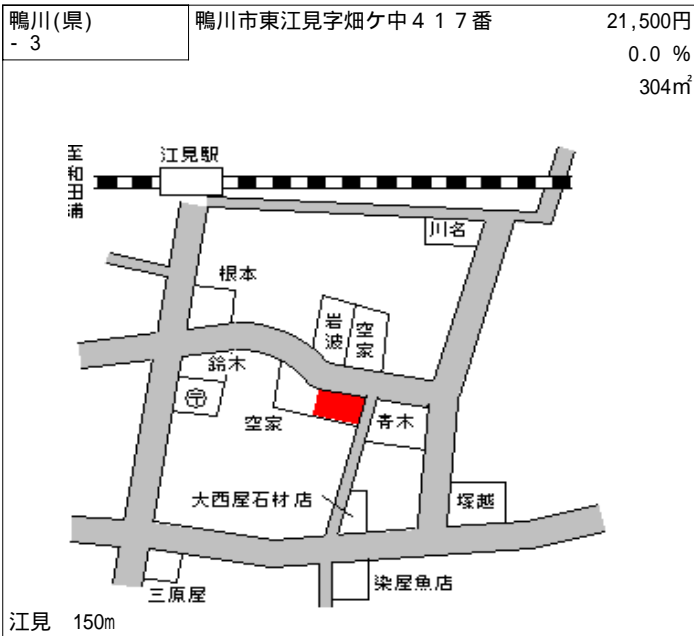 鴨川(県)
- 3
鴨川市東江見字畑ケ中４１７番
21,500円
0.0 %
304㎡
至和田浦
江見駅
川名
根本
岩波
空家
鈴木
〒
空家
青木
大西屋石材店
塚越
三原屋
染屋魚店
江見 150m